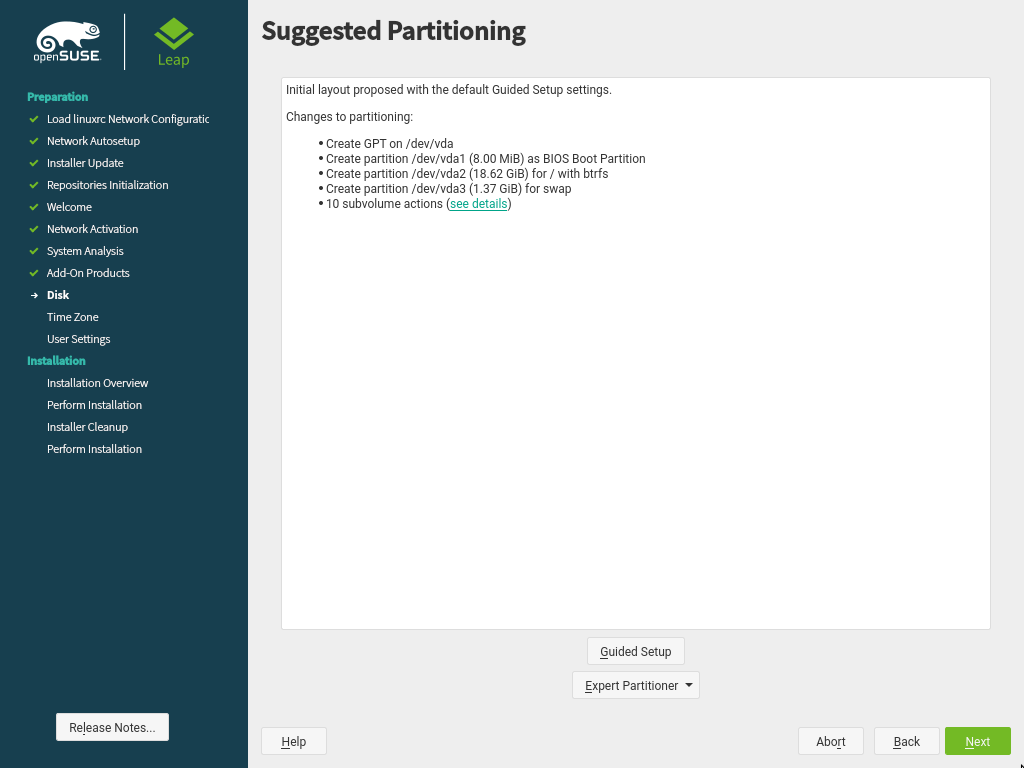 openSUSE
Leap
Preparation
Load linuxrc Network Configuratic
Network Autosetup
Installer Update
Repositories Initialization
Welcome
Network Activation
System Analysis
Add-On Products
Disk
Time Zone
User Settings
Installation
Installation Overview
Perform Installation
Installer Cleanup
Perform Installation
Release Notes...
Suggested Partitioning
Initial layout proposed with the default Guided Setup settings.
Changes to partitioning:
• Create GPT on /dev/vda
• Create partition /dev/vda1 (8.00 MiB) as BIOS Boot Partition
• Create partition /dev/vda2 (18.62 GiB) for / with btrfs
• Create partition /dev/vda3 (1.37 GiB) for swap
• 10 subvolume actions (see details)
Guided Setup
Expert Partitioner
Help
Abort
Back
Next